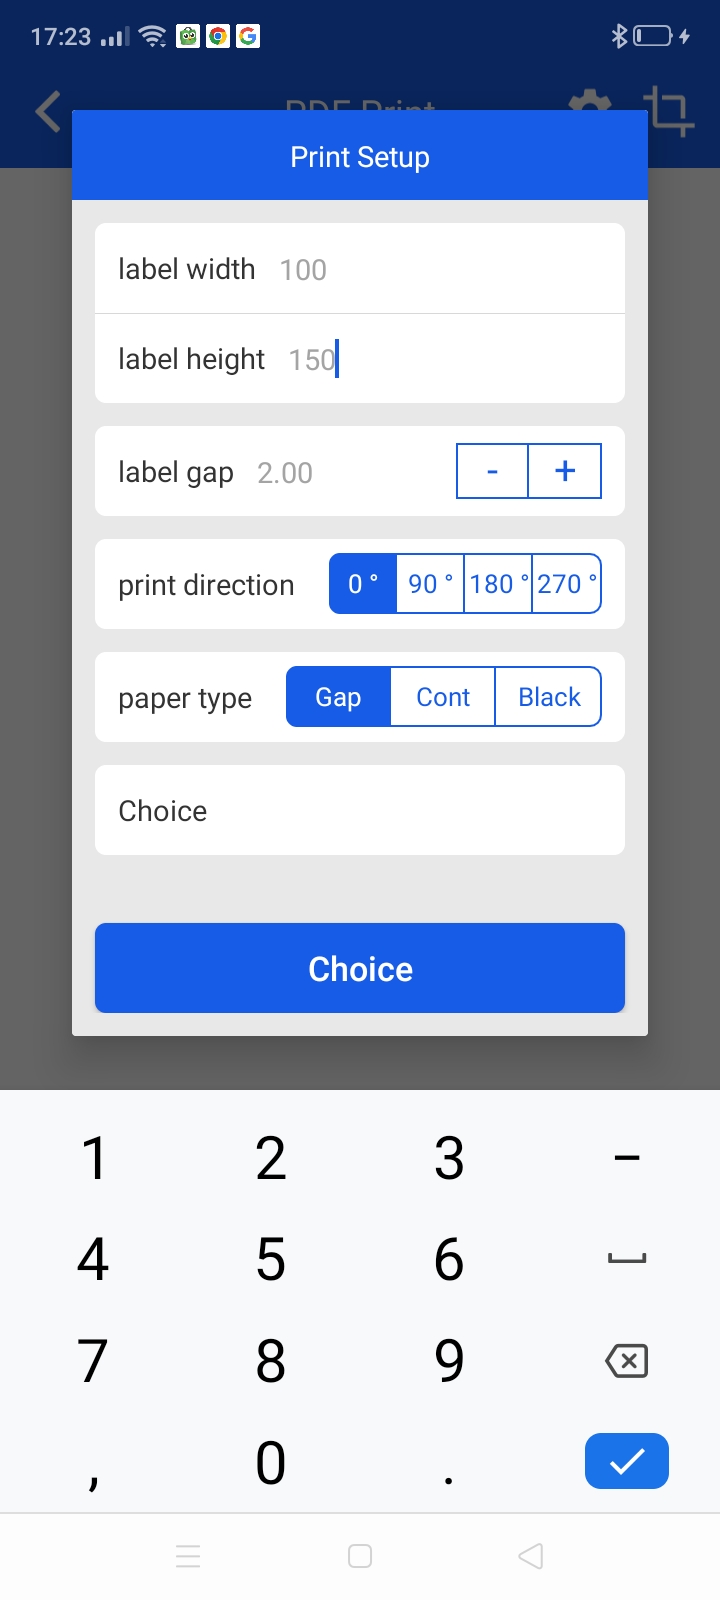 17:23
PDF Print
Print Setup
label width 100
label height 150
label gap 2.00 - +
print direction 0 ° 90 ° 180 ° 270 °
paper type Gap Cont Black
Choice
Choice
1 2 3 –
4 5 6
7 8 9
, 0 .